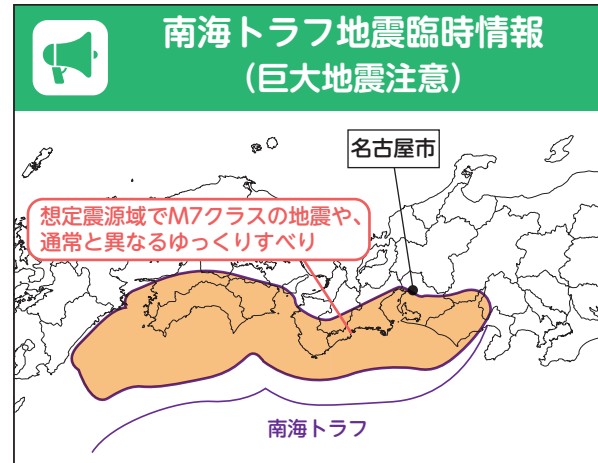 南海トラフ地震臨時情報
（巨大地震注意）
名古屋市
想定震源域でM7クラスの地震や、
通常と異なるゆっくりすべり
南海トラフ